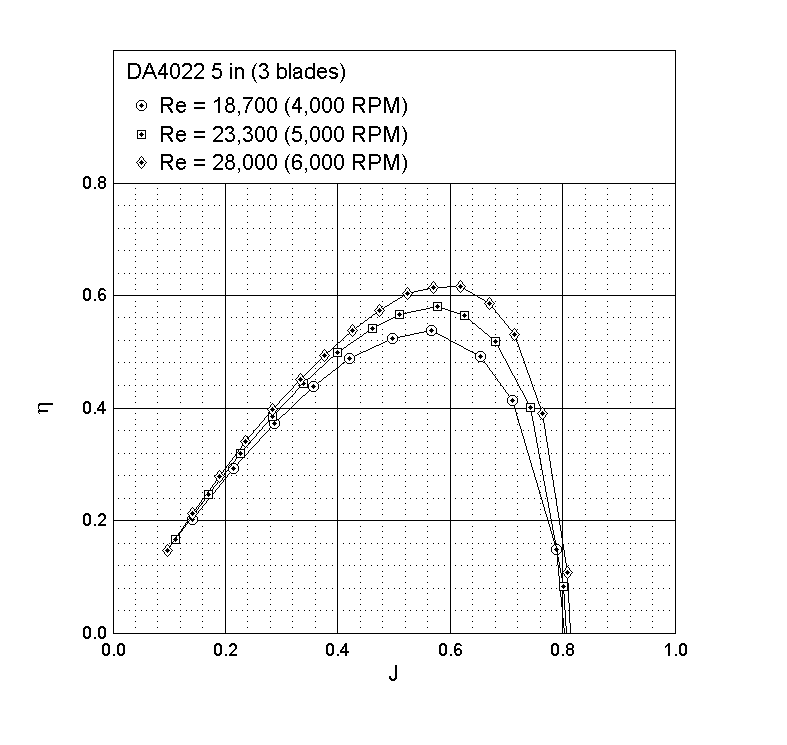 DA4022 5 in (3 blades)
Re = 18,700 (4,000 RPM)
Re = 23,300 (5,000 RPM)
Re = 28,000 (6,000 RPM)
0.8
0.6
η
0.4
0.2
0.0
0.0 0.2 0.4 0.6 0.8 1.0
J